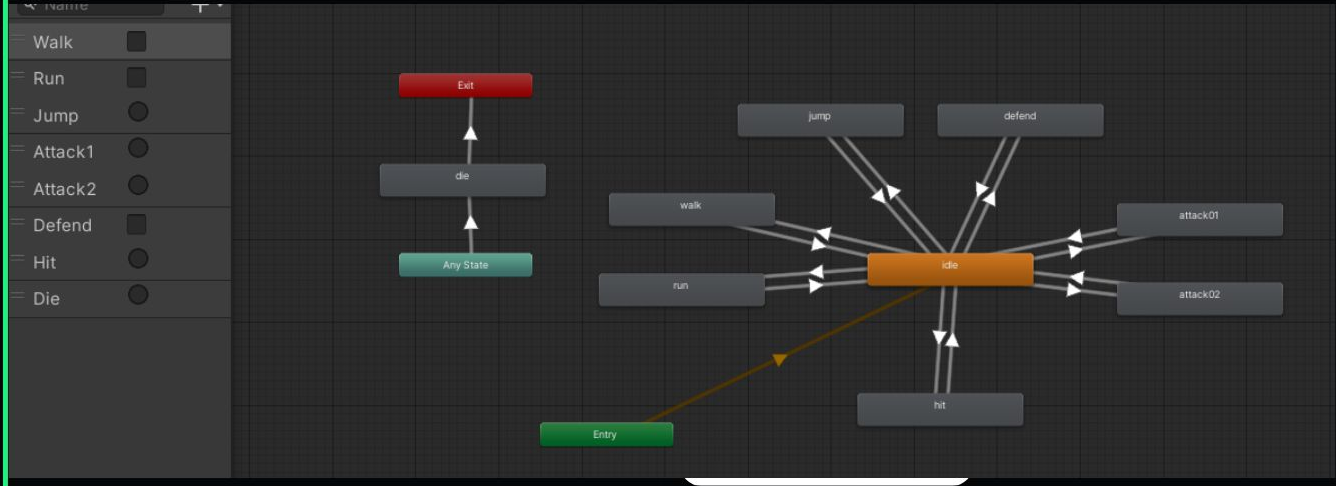 Name
Walk
Run
Jump
Attack1
Attack2
Defend
Hit
Die
Exit
die
Any State
jump
defend
walk
attack01
idle
run
attack02
hit
Entry